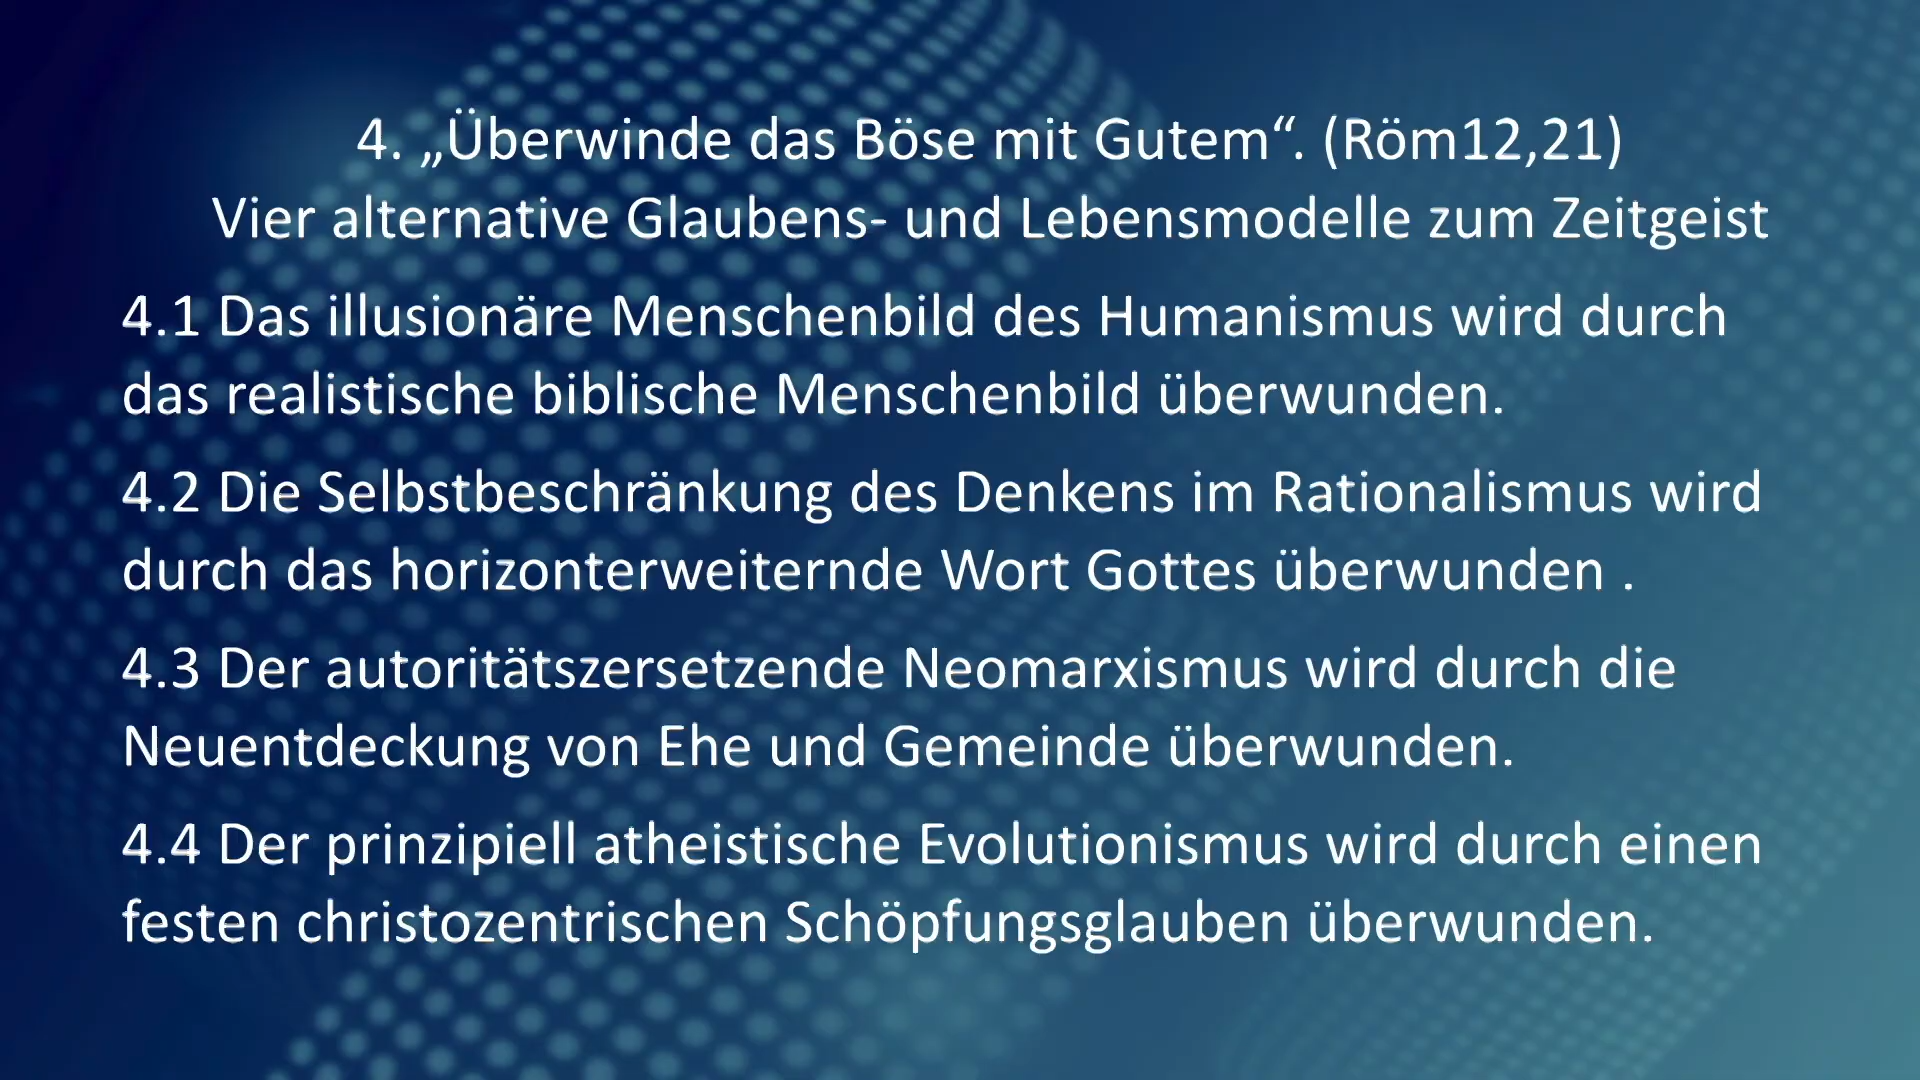 4. „Überwinde das Böse mit Gutem“. (Röm12,21)
Vier alternative Glaubens- und Lebensmodelle zum Zeitgeist
4.1 Das illusionäre Menschenbild des Humanismus wird durch
das realistische biblische Menschenbild überwunden.
4.2 Die Selbstbeschränkung des Denkens im Rationalismus wird
durch das horizonterweiternde Wort Gottes überwunden .
4.3 Der autoritätszersetzende Neomarxismus wird durch die
Neuentdeckung von Ehe und Gemeinde überwunden.
4.4 Der prinzipiell atheistische Evolutionismus wird durch einen
festen christozentrischen Schöpfungsglauben überwunden.